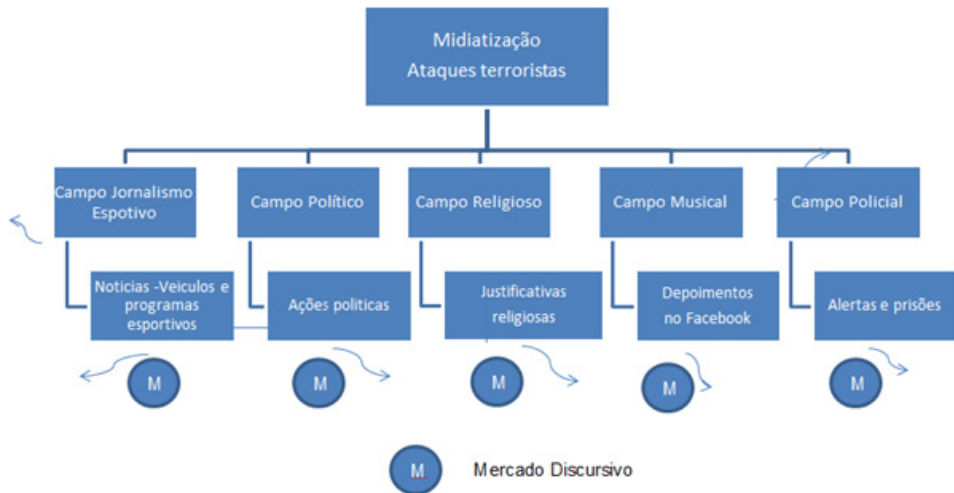 Midiatização
Ataques terroristas
Campo Jornalismo
Espotivo
Campo Político
Campo Religioso
Campo Musical
Campo Policial
Noticias -Veiculos e
programas
esportivos
Ações politicas
Justificativas
religiosas
Depoimentos
no Facebook
Alertas e prisões
M
M
M
M
M
M
Mercado Discursivo